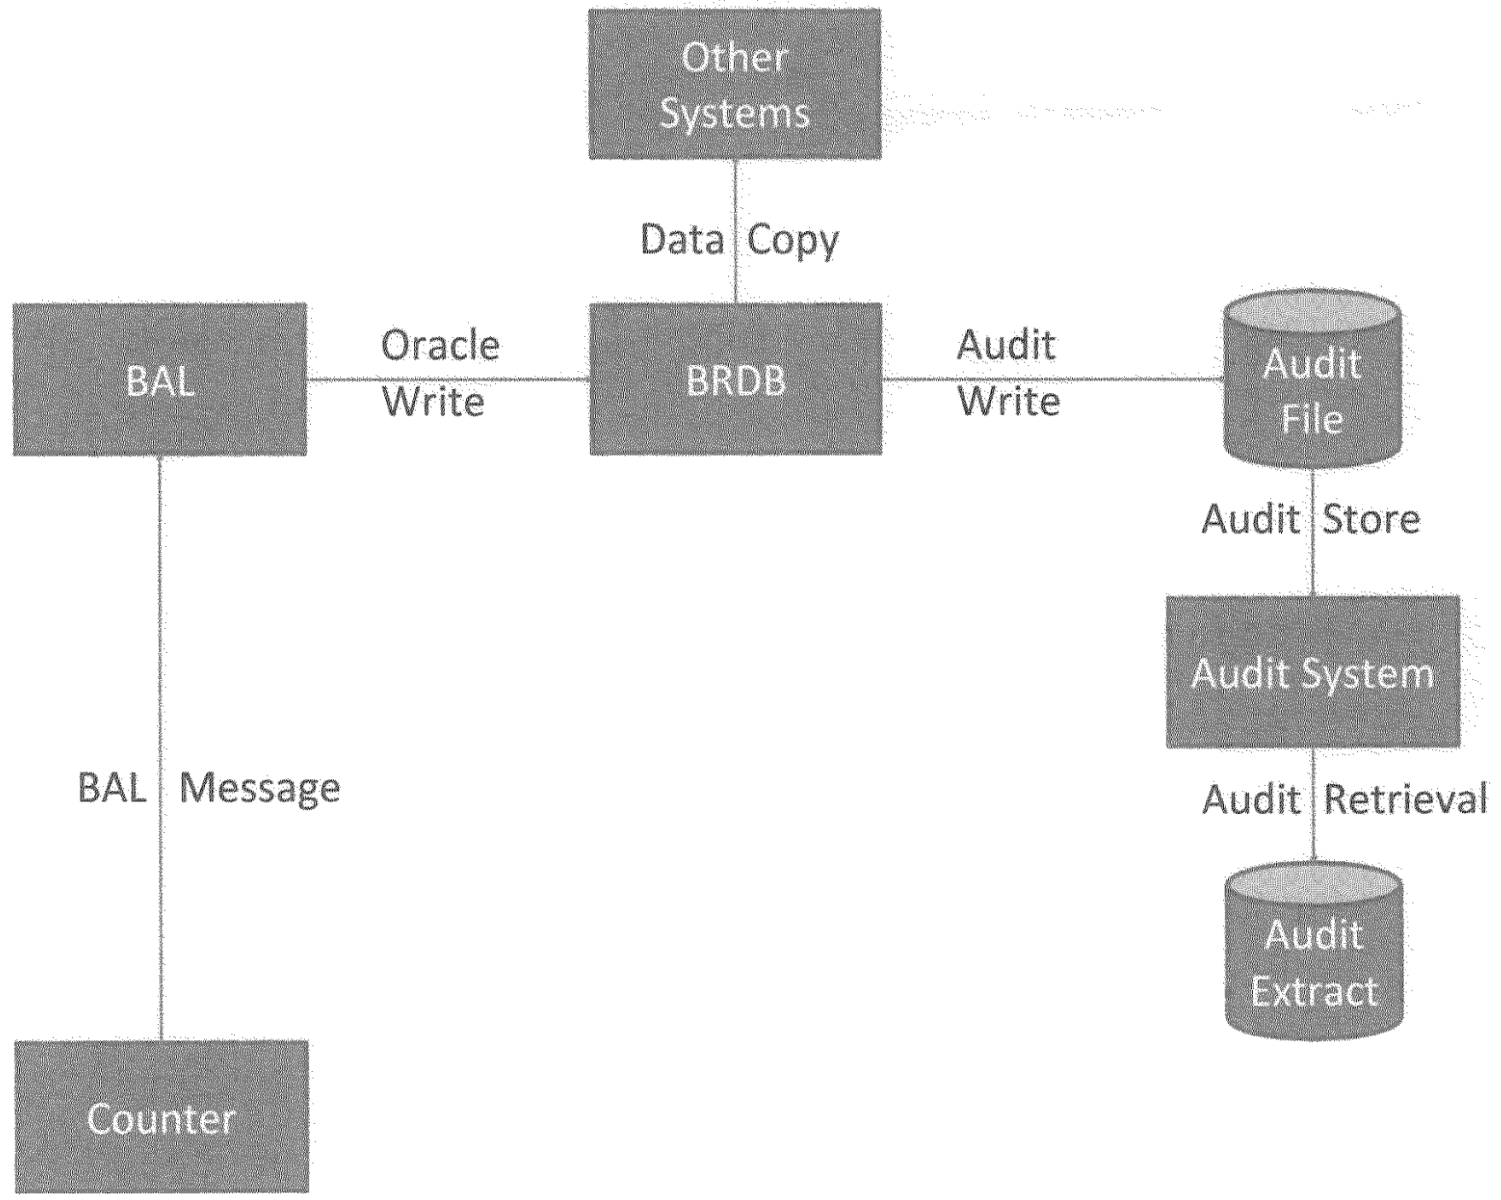 Other
Systems
Data Copy
BAL
Oracle
Write
BRDB
Audit
Write
Audit
File
Audit Store
Audit System
Audit Retrieval
Audit
Extract
BAL Message
Counter